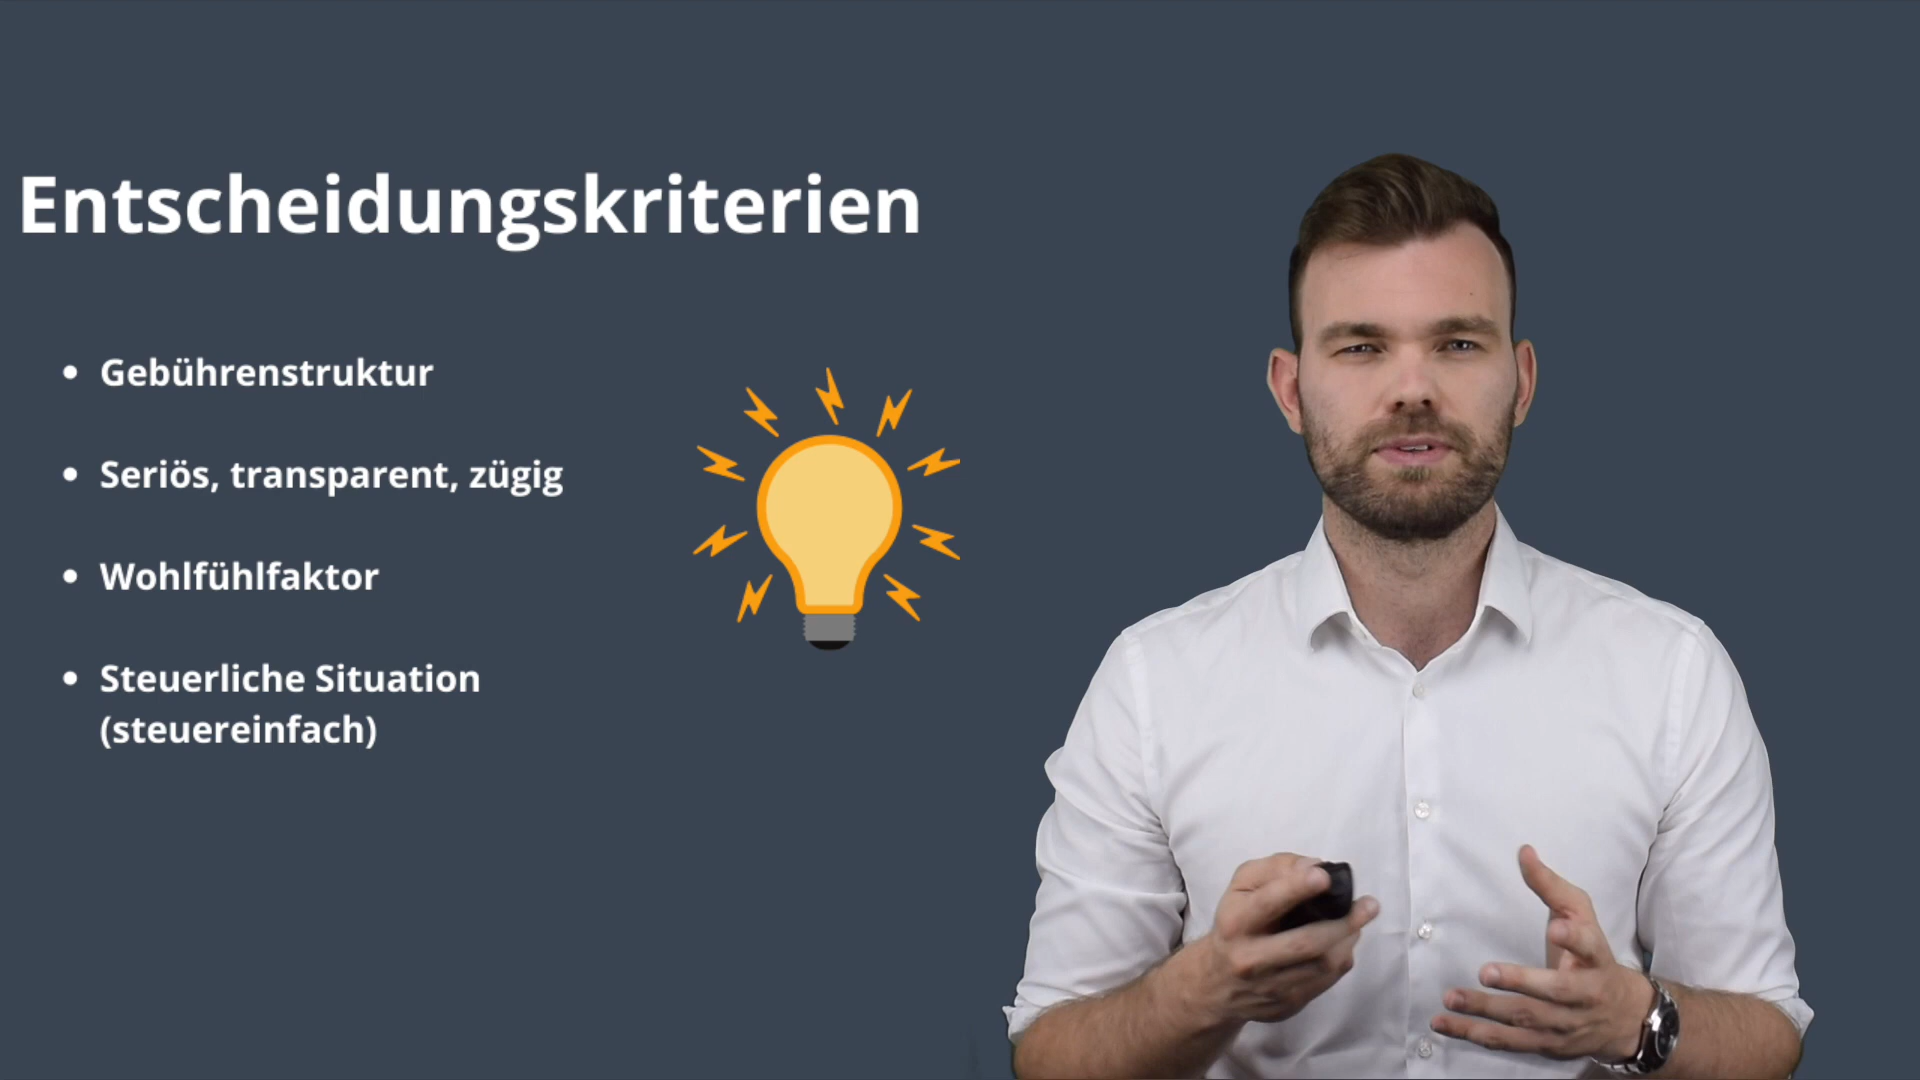 Entscheidungskriterien
• Gebührenstruktur
• Seriös, transparent, zügig
• Wohlfühlfaktor
• Steuerliche Situation
(steuereinfach)